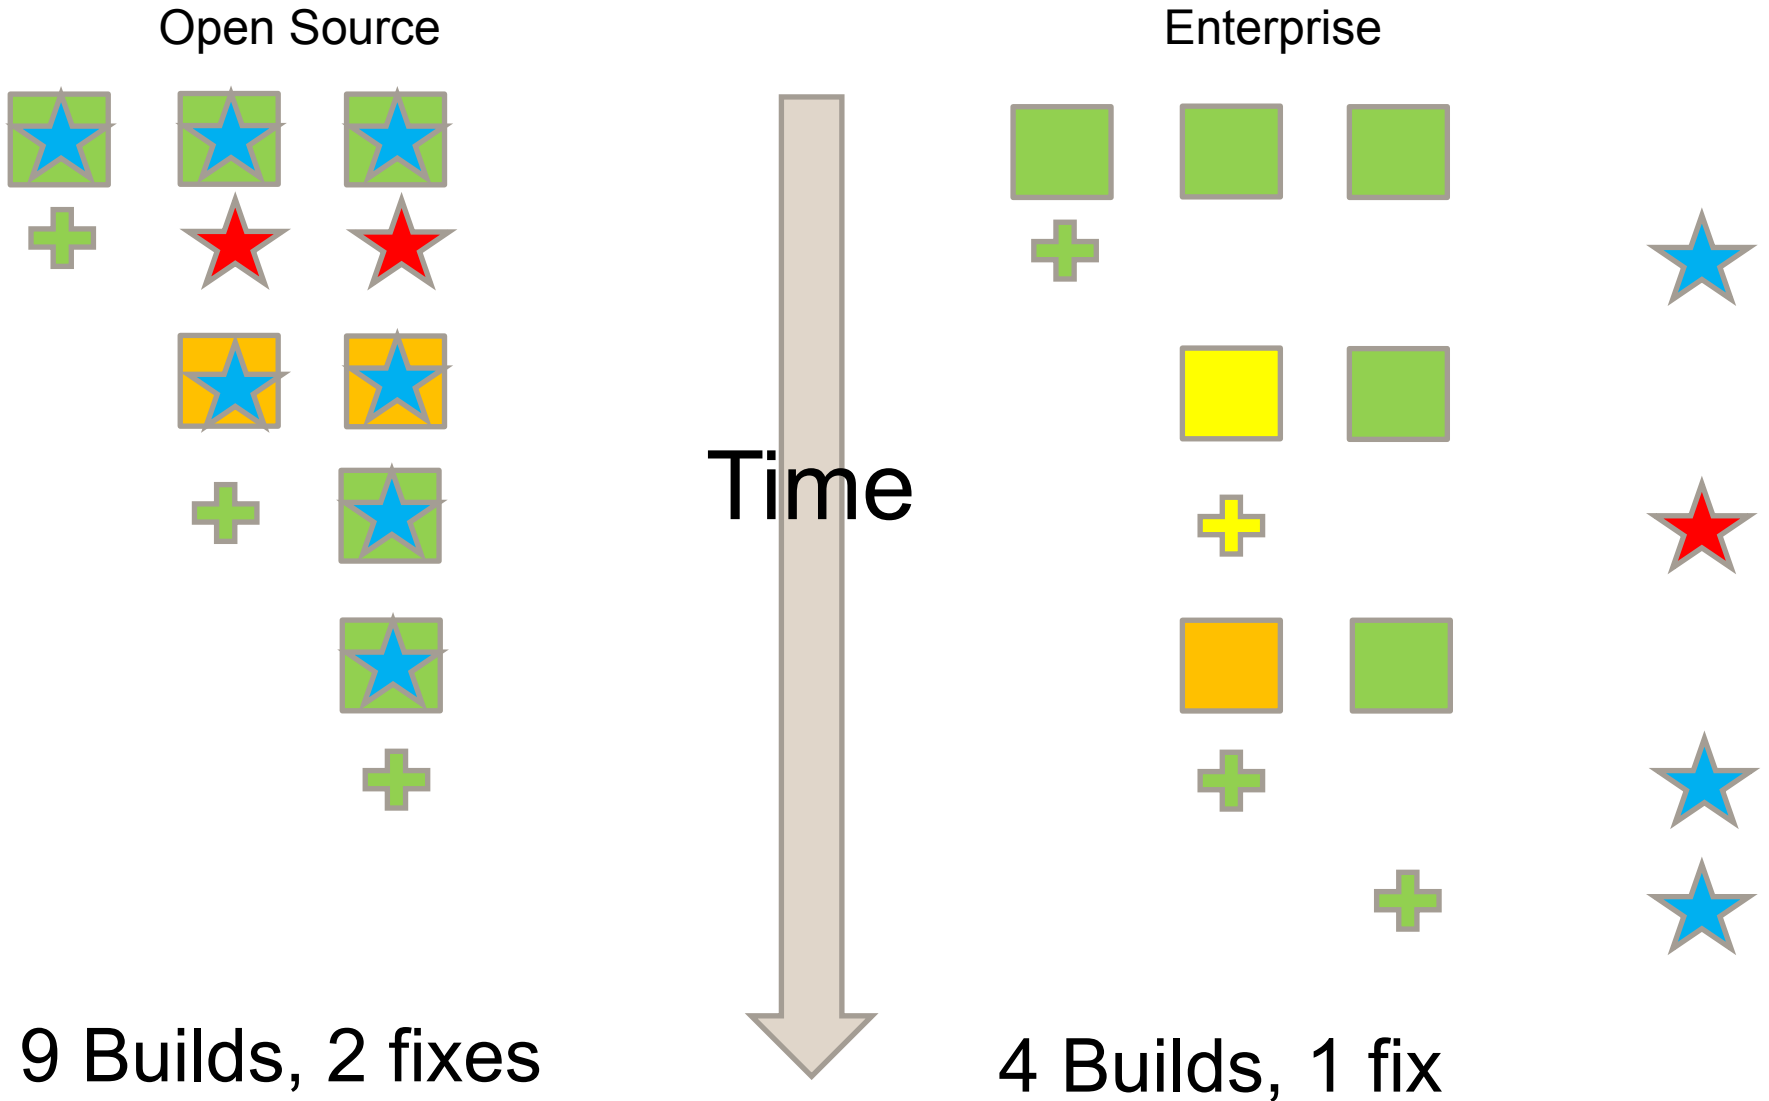 Open Source
Enterprise
Time
9 Builds, 2 fixes
4 Builds, 1 fix